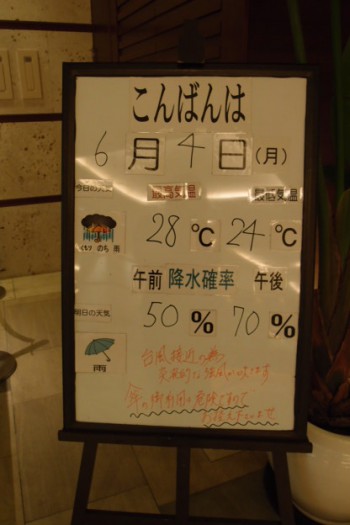 こんばんは
6月4日(月)
今日の天気 最高気温 最低気温
くもり のち 雨 28℃ 24℃
午前 降水確率 午後
明日の天気 50% 70%
雨
台風接近の為